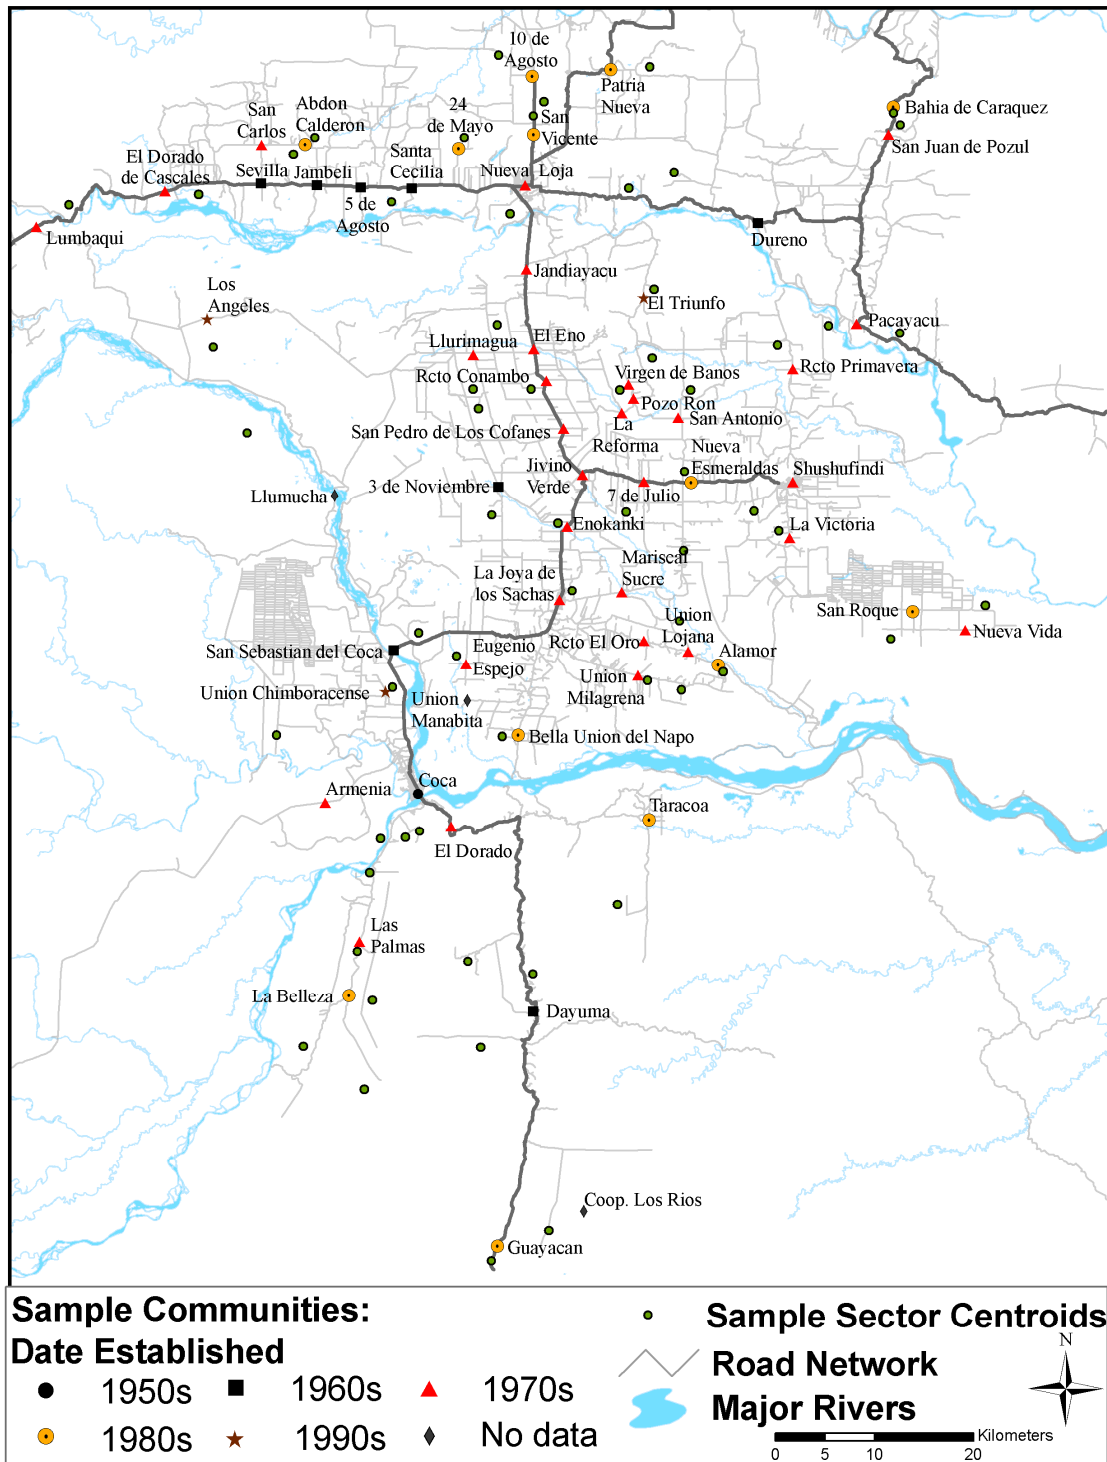 10 de
Agosto
Patria
Nueva
Bahia de Caraquez
San Juan de Pozul
San
Carlos
Abdon
Calderon
24
de Mayo
San
Vicente
El Dorado
de Cascales
Sevilla
Jambeli
Santa
Cecilia
Nueva Loja
5 de
Agosto
Lumbaqui
Dureno
Jandiayacu
Los
Angeles
El Triunfo
Pacayacu
Llurimagua
El Eno
Rcto Conambo
Virgen de Banos
Rcto Primavera
Pozo Ron
San Antonio
La
Reforma
San Pedro de Los Cofanes
Nueva
Esmeraldas
Jivino
Verde
Shushufindi
3 de Noviembre
7 de Julio
Llumucha
Enokanki
La Victoria
Mariscal
Sucre
La Joya de
los Sachas
San Roque
Nueva Vida
Union
Lojana
Rcto El Oro
Alamor
Eugenio
Espejo
San Sebastian del Coca
Union
Milagrena
Union Chimboracense
Union
Manabita
Bella Union del Napo
Coca
Armenia
Taracoa
El Dorado
Las
Palmas
La Belleza
Dayuma
Coop. Los Rios
Guayacan
Sample Communities:
Date Established
1950s
1960s
1970s
1980s
1990s
No data
Sample Sector Centroids
Road Network
Major Rivers
N
Kilometers
0 5 10 20